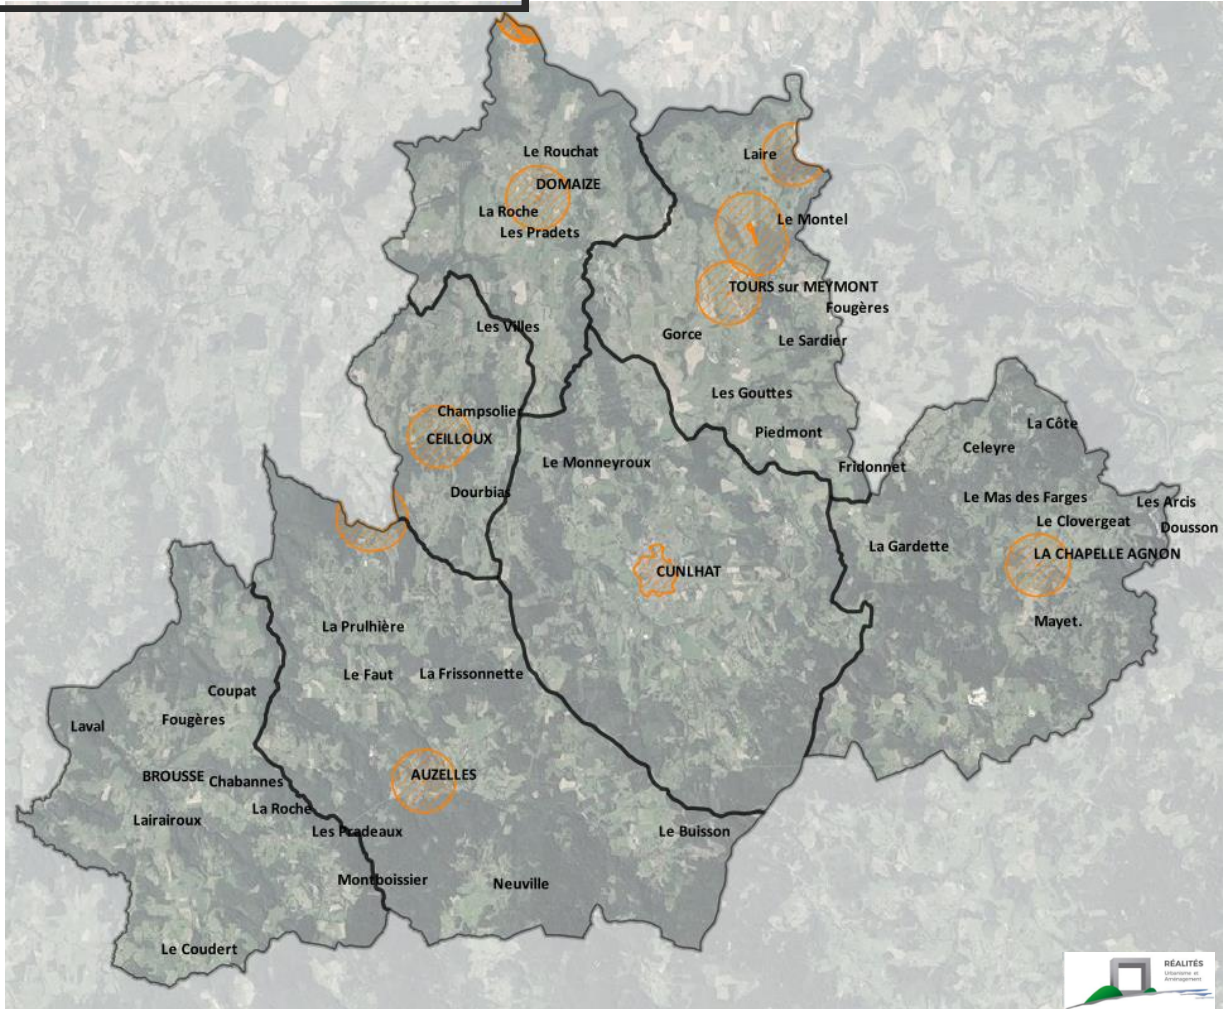 Le Rouchat
DOMAIZE
La Roche
Les Pradets
Laire
Le Montel
TOURS sur MEYMONT
Fougères
Gorce
Le Sardier
Les Villes
Les Gouttes
Piedmont
Champsolier
CEILLOUX
Dourbias
Le Monneyroux
Fridonnet
La Côte
Celeyre
Le Mas des Farges
Les Arcis
Le Clovergeat
Dousson
La Gardette
LA CHAPELLE AGNON
CUNLHAT
Mayet.
La Prulhière
Le Faut
La Frissonnette
Coupat
Fougères
Laval
BROUSSE
Chabannes
AUZELLES
La Roche
Lairairoux
Les Pradeaux
Le Buisson
Montboissier
Neuville
Le Coudert
RÉALITÉS
Urbanisme et
Aménagement